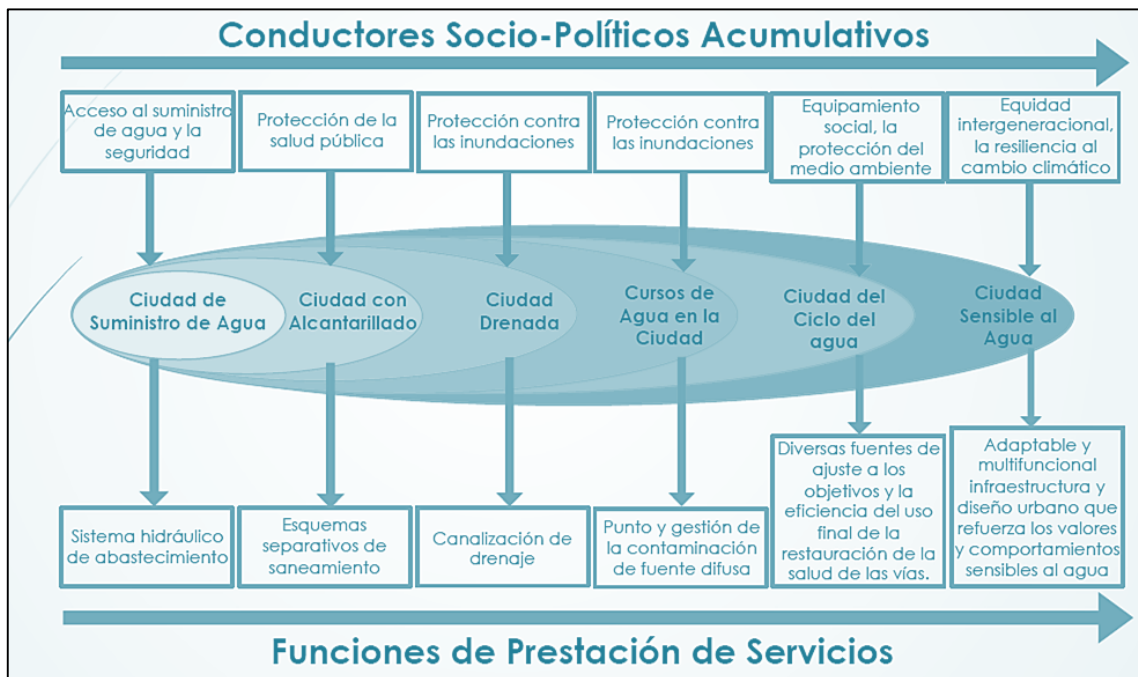 Conductores Socio-Políticos Acumulativos
Acceso al suministro
de agua y la
seguridad
Protección de la
salud pública
Protección contra
las inundaciones
Protección contra
las inundaciones
Equipamiento
social, la
protección del
medio ambiente
Equidad
intergeneracional,
la resiliencia al
cambio climático
Ciudad de
Suministro de Agua
Ciudad con
Alcantarillado
Ciudad
Drenada
Cursos de
Agua en la
Ciudad
Ciudad del
Ciclo del
agua
Ciudad
Sensible al
Agua
Sistema hidráulico
de abastecimiento
Esquemas
separativos de
saneamiento
Canalización de
drenaje
Punto y gestión de
la contaminación
de fuente difusa
Diversas fuentes de
ajuste a los
objetivos y la
eficiencia del uso
final de la
restauración de la
salud de las vías.
Adaptable y
multifuncional
infraestructura y
diseño urbano que
refuerza los valores
y comportamientos
sensibles al agua
Funciones de Prestación de Servicios